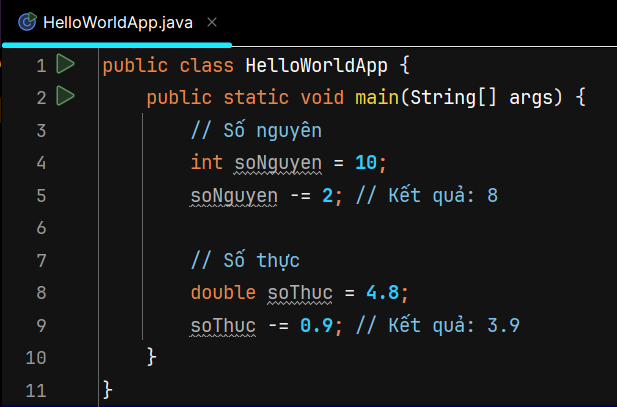 HelloWorldApp.java
1 public class HelloWorldApp {
2 public static void main(String[] args) {
3 // Số nguyên
4 int soNguyen = 10;
5 soNguyen -= 2; // Kết quả: 8
6
7 // Số thực
8 double soThuc = 4.8;
9 soThuc -= 0.9; // Kết quả: 3.9
10 }
11 }